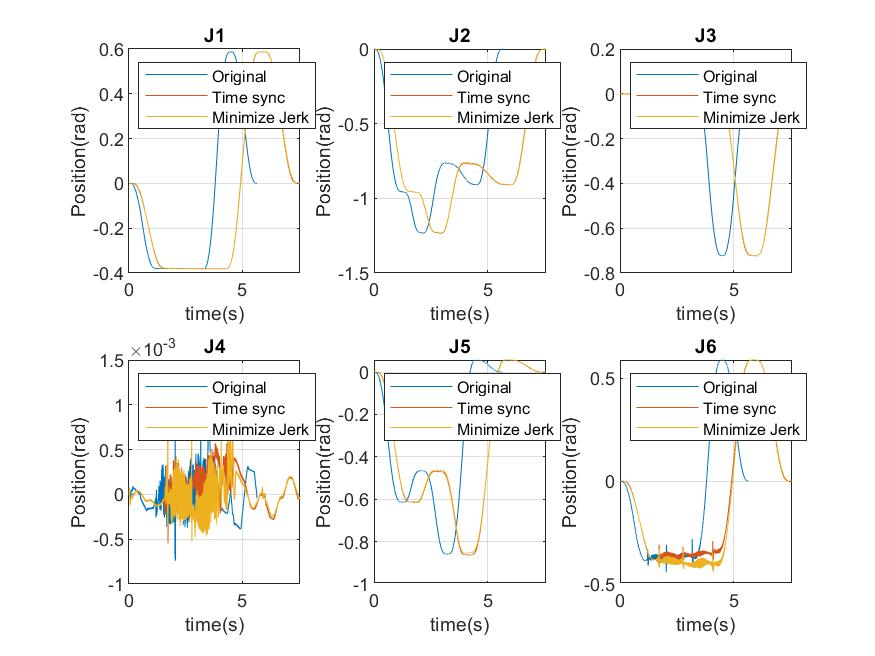 J1
0.6
0.4
0.2
0
-0.2
-0.4
Position(rad)
0 5
time(s)
Original
Time sync
Minimize Jerk
J2
0
-0.5
-1
-1.5
Position(rad)
0 5
time(s)
Original
Time sync
Minimize Jerk
J3
0.2
0
-0.2
-0.4
-0.6
-0.8
Position(rad)
0 5
time(s)
Original
Time sync
Minimize Jerk
J4
×10-3
1.5
1
0.5
0
-0.5
-1
Position(rad)
0 5
time(s)
Original
Time sync
Minimize Jerk
J5
0
-0.2
-0.4
-0.6
-0.8
-1
Position(rad)
0 5
time(s)
Original
Time sync
Minimize Jerk
J6
0.5
0
-0.5
Position(rad)
0 5
time(s)
Original
Time sync
Minimize Jerk